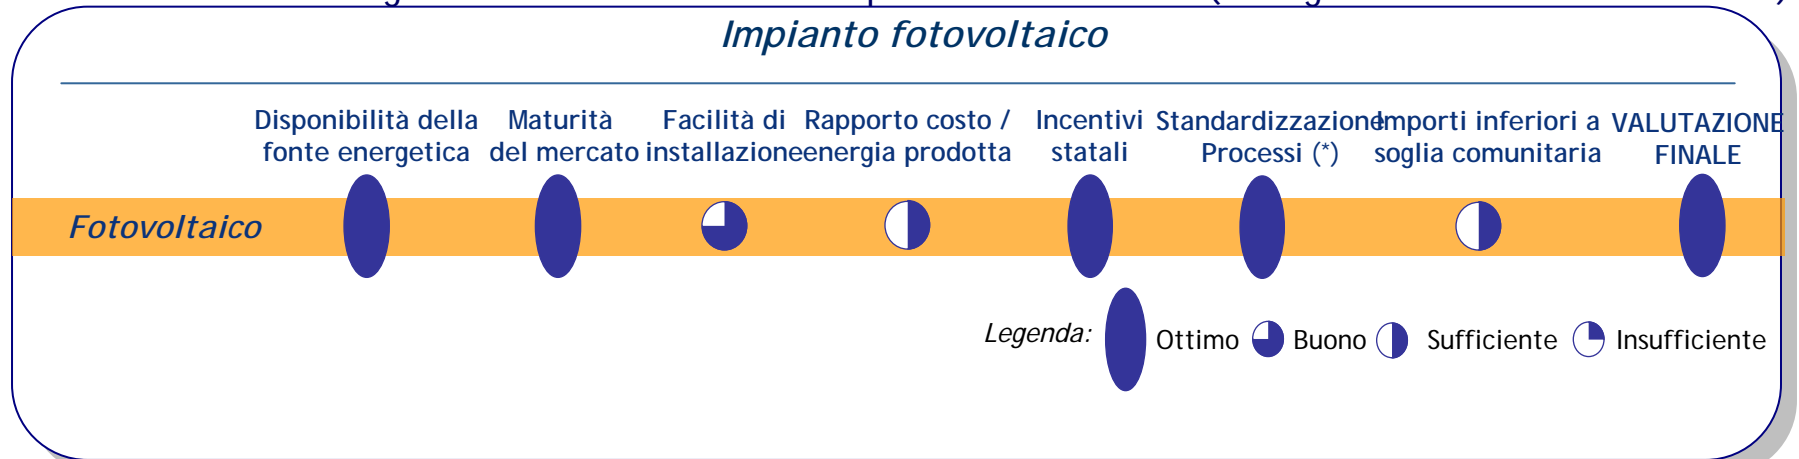 Impianto fotovoltaico
Disponibilità della fonte energetica
Maturità del mercato
Facilità di installazione
Rapporto costo / energia prodotta
Incentivi statali
Standardizzazione Processi (*)
Importi inferiori a soglia comunitaria
VALUTAZIONE FINALE
Fotovoltaico
Legenda: Ottimo Buono Sufficiente Insufficiente